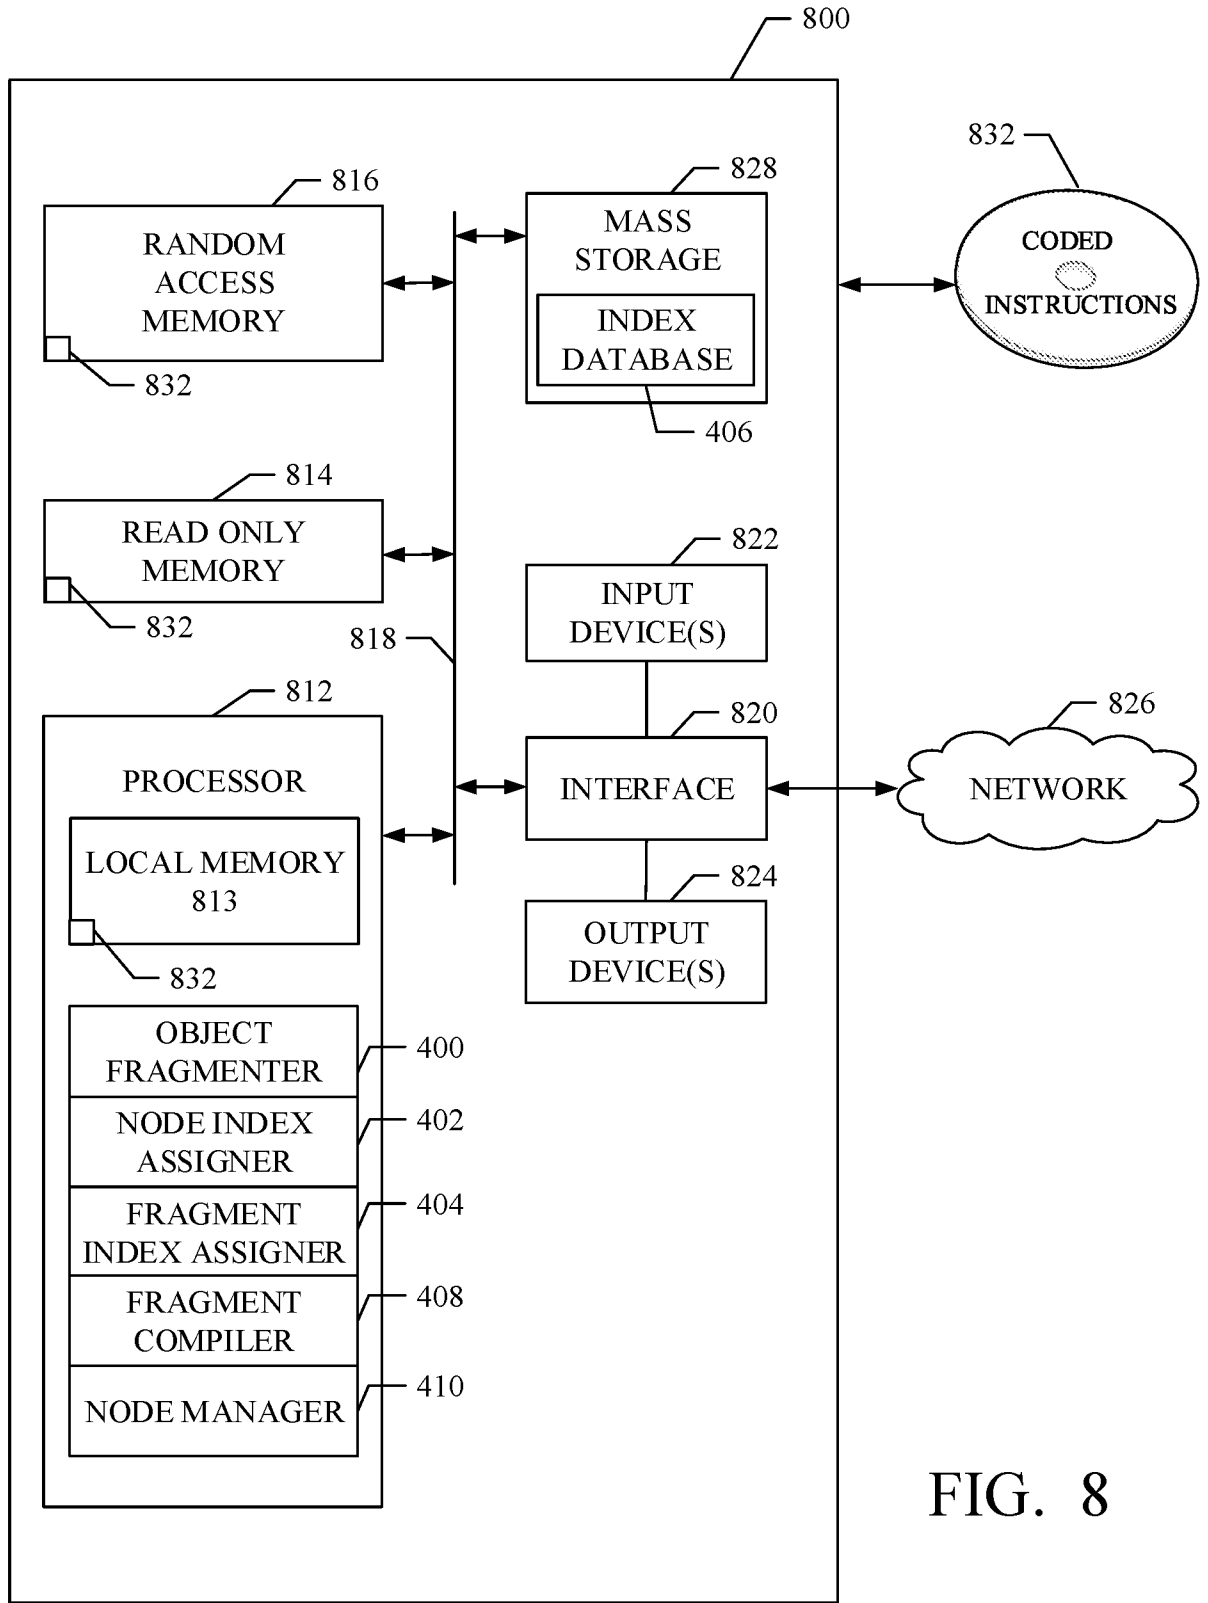 800
816
RANDOM
ACCESS
MEMORY
832
828
MASS
STORAGE
INDEX
DATABASE
406
832
CODED
INSTRUCTIONS
814
READ ONLY
MEMORY
832
818
822
INPUT
DEVICE(S)
820
INTERFACE
826
NETWORK
824
OUTPUT
DEVICE(S)
812
PROCESSOR
LOCAL MEMORY
813
832
OBJECT
FRAGMENTER
400
NODE INDEX
ASSIGNER
402
FRAGMENT
INDEX ASSIGNER
404
FRAGMENT
COMPILER
408
NODE MANAGER
410
FIG. 8